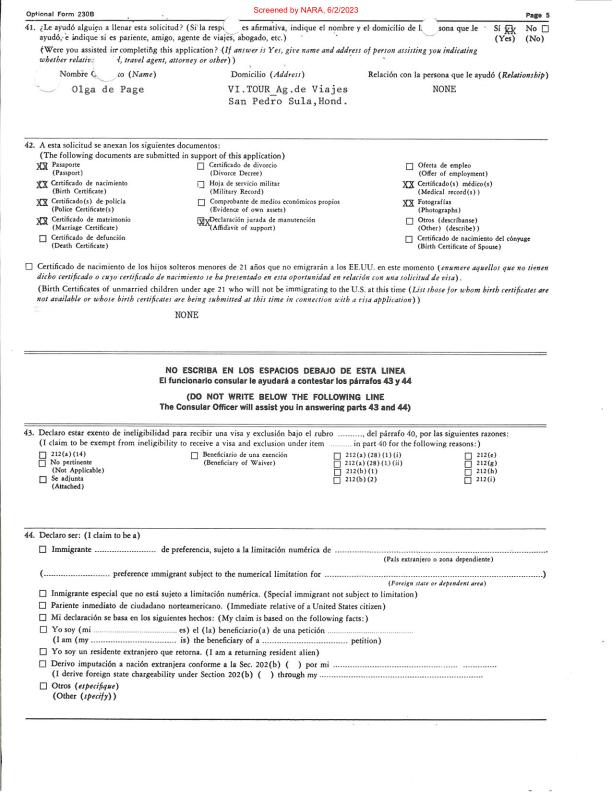 Screened by NARA, 6/2/2023
Optional Form 230B
Page 5
41. ¿Le ayudó alguien a llenar esta solicitud? (Si la es afirmativa, indique el nombre y el domicilio de sona que le Sí XX No ☐
ayudó, e indique si es pariente, amigo, agente de viajes, abogado, etc.) (Yes) (No)
(Were you assisted in completing this application? (If answer is Yes, give name and address of person assisting you indicating
whether travel agent, attorney or other))
Nombre (Name) Domicilio (Address) Relación con la persona que le ayudó (Relationship)
Olga de Page VI.TOUR Ag.de Viajes NONE
San Pedro Sula,Hond.
42. A esta solicitud se anexan los siguientes documentos:
(The following documents are submitted in support of this application)
XX Pasaporte ☐ Certificado de divorcio ☐ Oferta de empleo
(Passport) (Divorce Decree) (Offer of employment)
XX Certificado de nacimiento ☐ Hoja de servicio militar XX Certificado(s) médico(s)
(Birth Certificate) (Military Record) (Medical record(s))
XX Certificado(s) de policía ☐ Comprobante de medios económicos propios XX Fotografías
(Police Certificate(s)) (Evidence of own assets) (Photographs)
XX Certificado de matrimonio XX Declaración jurada de manutención ☐ Otros (descríbanse)
(Marriage Certificate) (Affidavit of support) (Other) (describe))
☐ Certificado de defunción ☐ Certificado de nacimiento del cónyuge
(Death Certificate) (Birth Certificate of Spouse)
☐ Certificado de nacimiento de los hijos solteros menores de 21 años que no emigrarán a los EE.UU. en este momento (enumere aquellos que no tienen
dicho certificado o cuyo certificado de nacimiento se ha presentado en esta oportunidad en relación con una solicitud de visa).
(Birth Certificates of unmarried children under age 21 who will not be immigrating to the U.S. at this time (List those for whom birth certificates are
not available or whose birth certificates are being submitted at this time in connection with a visa application))
NONE
NO ESCRIBA EN LOS ESPACIOS DEBAJO DE ESTA LINEA
El funcionario consular le ayudará a contestar los párrafos 43 y 44
(DO NOT WRITE BELOW THE FOLLOWING LINE
The Consular Officer will assist you in answering parts 43 and 44)
43. Declaro estar exento de ineligibilidad para recibir una visa y exclusión bajo el rubro .........., del párrafo 40, por las siguientes razones:
(I claim to be exempt from ineligibility to receive a visa and exclusion under item ......... in part 40 for the following reasons:)
☐ 212(a)(14) ☐ Beneficiario de una exención ☐ 212(a)(28)(1)(i) ☐ 212(e)
☐ No pertinente (Beneficiary of Waiver) ☐ 212(a)(28)(1)(ii) ☐ 212(g)
(Not Applicable) ☐ 212(b)(1) ☐ 212(h)
☐ Se adjunta ☐ 212(b)(2) ☐ 212(i)
(Attached)
44. Declaro ser: (I claim to be a)
☐ Immigrante .................... de preferencia, sujeto a la limitación numérica de ....................
(País extranjero o zona dependiente)
(.................... preference immigrant subject to the numerical limitation for ....................)
(Foreign state or dependent area)
☐ Inmigrante especial que no está sujeto a limitación numérica. (Special immigrant not subject to limitation)
☐ Pariente inmediato de ciudadano norteamericano. (Immediate relative of a United States citizen)
☐ Mi declaración se basa en los siguientes hechos: (My claim is based on the following facts:)
☐ Yo soy (mi .................... es) el (la) beneficiario(a) de una petición ....................
(I am (my .................... is) the beneficiary of a .................... petition)
☐ Yo soy un residente extranjero que retorna. (I am a returning resident alien)
☐ Derivo imputación a nación extranjera conforme a la Sec. 202(b) ( ) por mi ....................
(I derive foreign state chargeability under Section 202(b) ( ) through my ....................
☐ Otros (especifique)
(Other (specify))